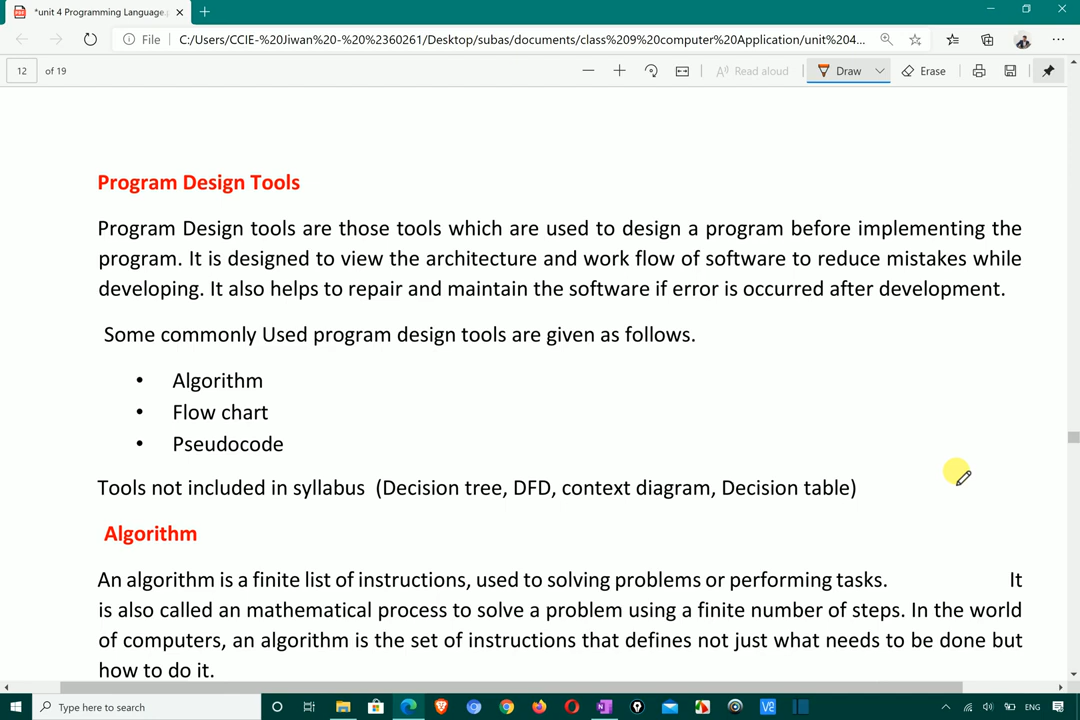 *unit 4 Programming Language.
File
C:/Users/CCIE-%20Jiwan%20-%20%2360261/Desktop/subas/documents/class%209%20computer%20Application/unit%204...
12 of 19
Read aloud
Draw
Erase
Program Design Tools
Program Design tools are those tools which are used to design a program before implementing the
program. It is designed to view the architecture and work flow of software to reduce mistakes while
developing. It also helps to repair and maintain the software if error is occurred after development.
Some commonly Used program design tools are given as follows.
• Algorithm
• Flow chart
• Pseudocode
Tools not included in syllabus (Decision tree, DFD, context diagram, Decision table)
Algorithm
An algorithm is a finite list of instructions, used to solving problems or performing tasks. It
is also called an mathematical process to solve a problem using a finite number of steps. In the world
of computers, an algorithm is the set of instructions that defines not just what needs to be done but
how to do it.
Type here to search
ENG